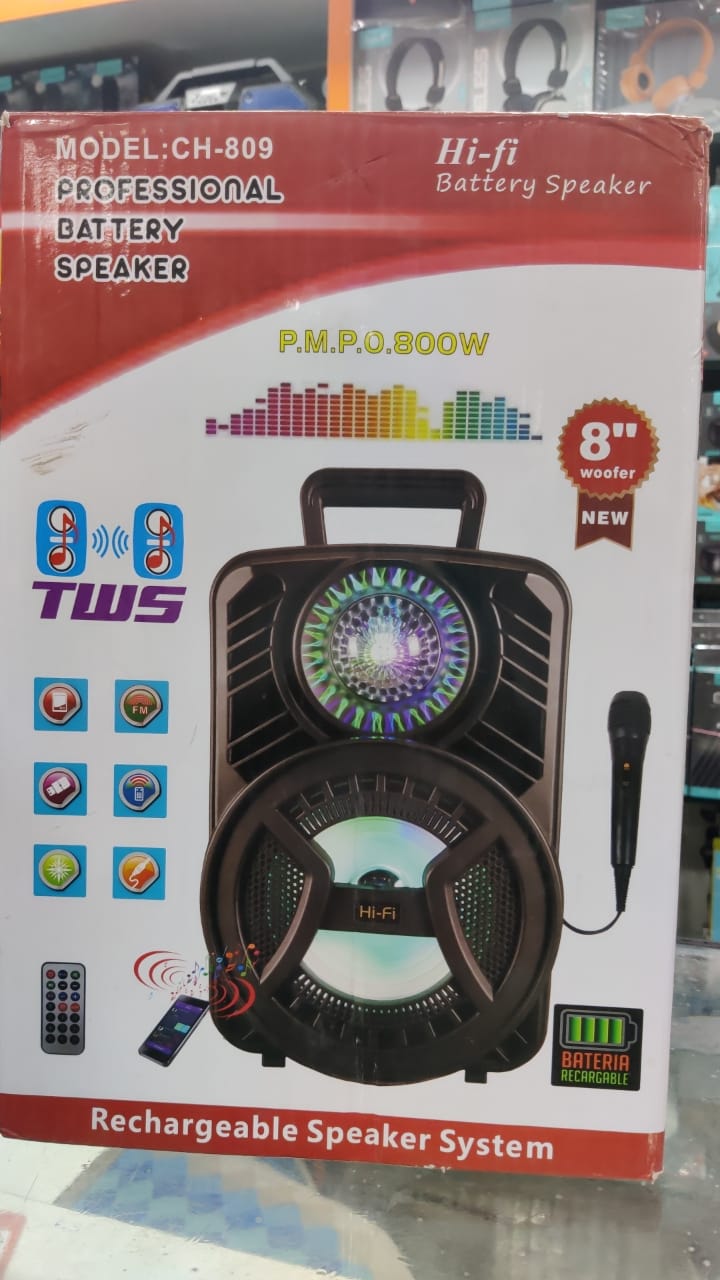 MODEL:CH-809
PROFESSIONAL
BATTERY
SPEAKER
Hi-fi
Battery Speaker
P.M.P.O.800W
8"
woofer
NEW
TWS
FM
Hi-Fi
BATERIA
RECARGABLE
Rechargeable Speaker System